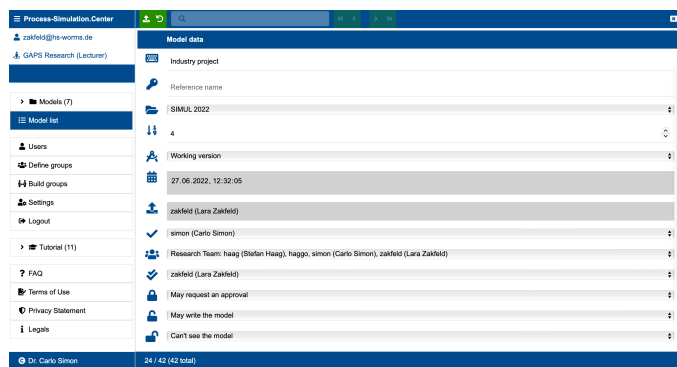 Process-Simulation.Center
zakfeld@hs-worms.de
GAPS Research (Lecturer)
Models (7)
Model list
Users
Define groups
Build groups
Settings
Logout
Tutorial (11)
FAQ
Terms of Use
Privacy Statement
Legals
Dr. Carlo Simon
Model data
Industry project
Reference name
SIMUL 2022
4
Working version
27.06.2022, 12:32:05
zakfeld (Lara Zakfeld)
simon (Carlo Simon)
Research Team: haag (Stefan Haag), haggo, simon (Carlo Simon), zakfeld (Lara Zakfeld)
zakfeld (Lara Zakfeld)
May request an approval
May write the model
Can't see the model
24 / 42 (42 total)